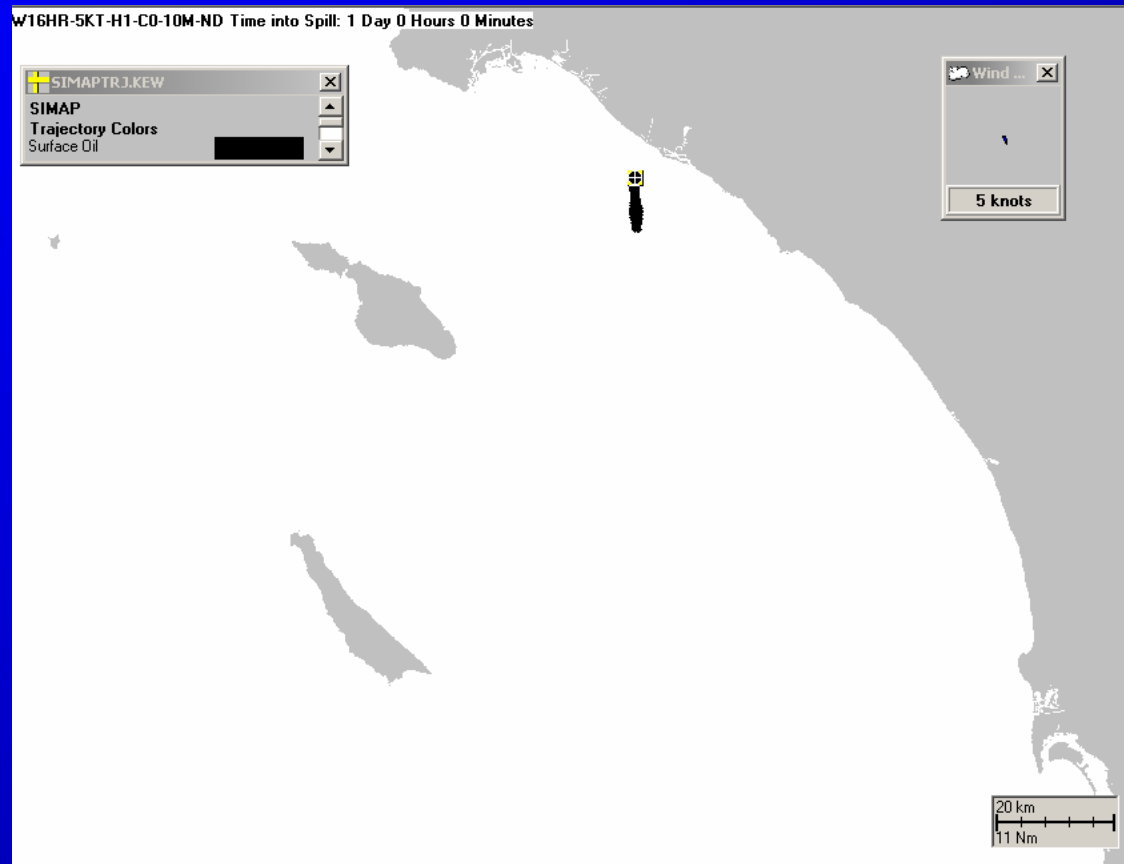 W16HR-5KT-H1-C0-10M-ND Time into Spill: 1 Day 0 Hours 0 Minutes
SIMAPTRJ.KEW
SIMAP
Trajectory Colors
Surface Oil
Wind ...
5 knots
20 km
11 Nm